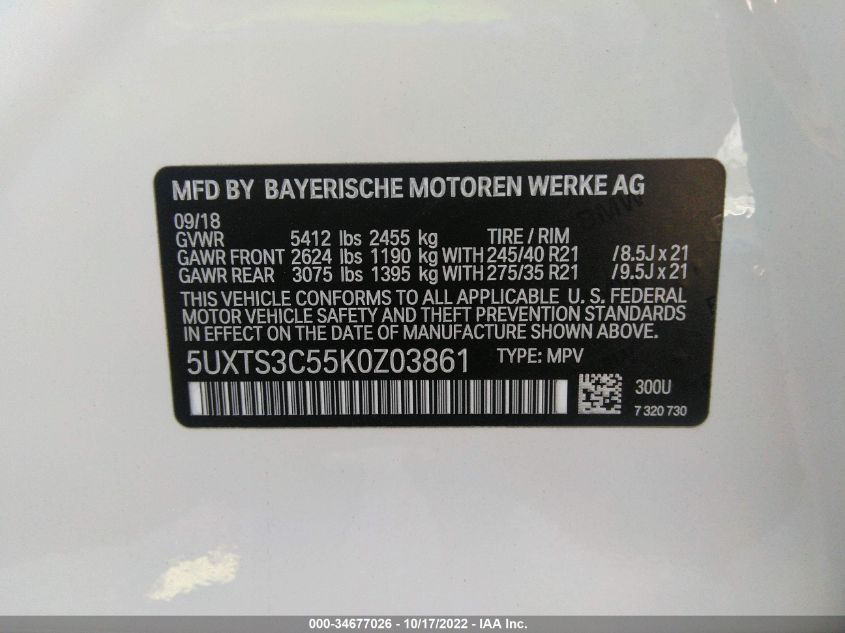 MFD BY BAYERISCHE MOTOREN WERKE AG
09/18
GVWR 5412 lbs 2455 kg TIRE / RIM
GAWR FRONT 2624 lbs 1190 kg WITH 245/40 R21 /8.5J x 21
GAWR REAR 3075 lbs 1395 kg WITH 275/35 R21 /9.5J x 21
THIS VEHICLE CONFORMS TO ALL APPLICABLE U. S. FEDERAL
MOTOR VEHICLE SAFETY AND THEFT PREVENTION STANDARDS
IN EFFECT ON THE DATE OF MANUFACTURE SHOWN ABOVE.
5UXTS3C55K0Z03861 TYPE: MPV
300U
7 320 730
000-34677026 - 10/17/2022 - IAA Inc.